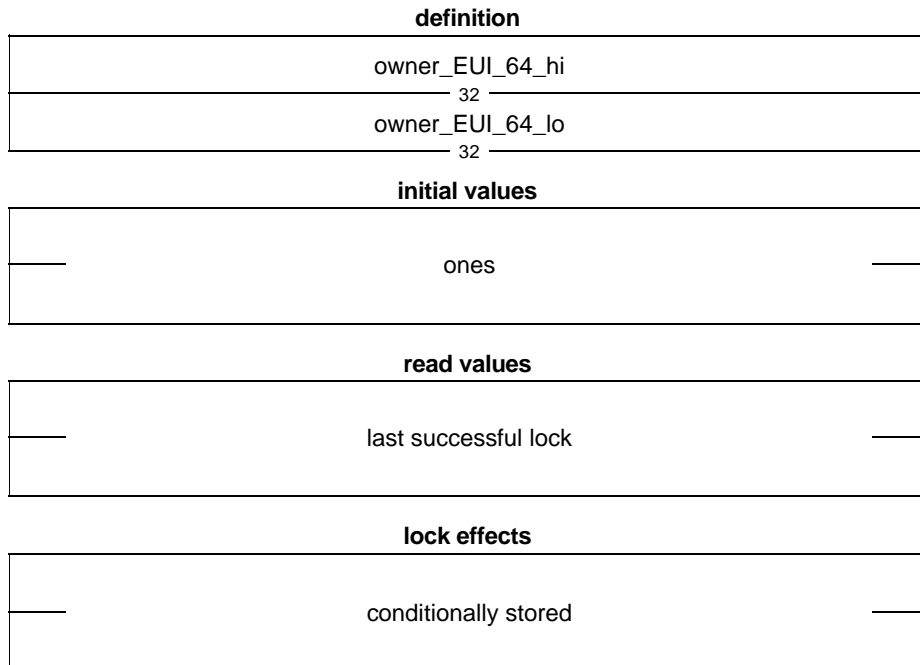 definition
owner_EUI_64_hi
32
owner_EUI_64_lo
32
initial values
ones
read values
last successful lock
lock effects
conditionally stored